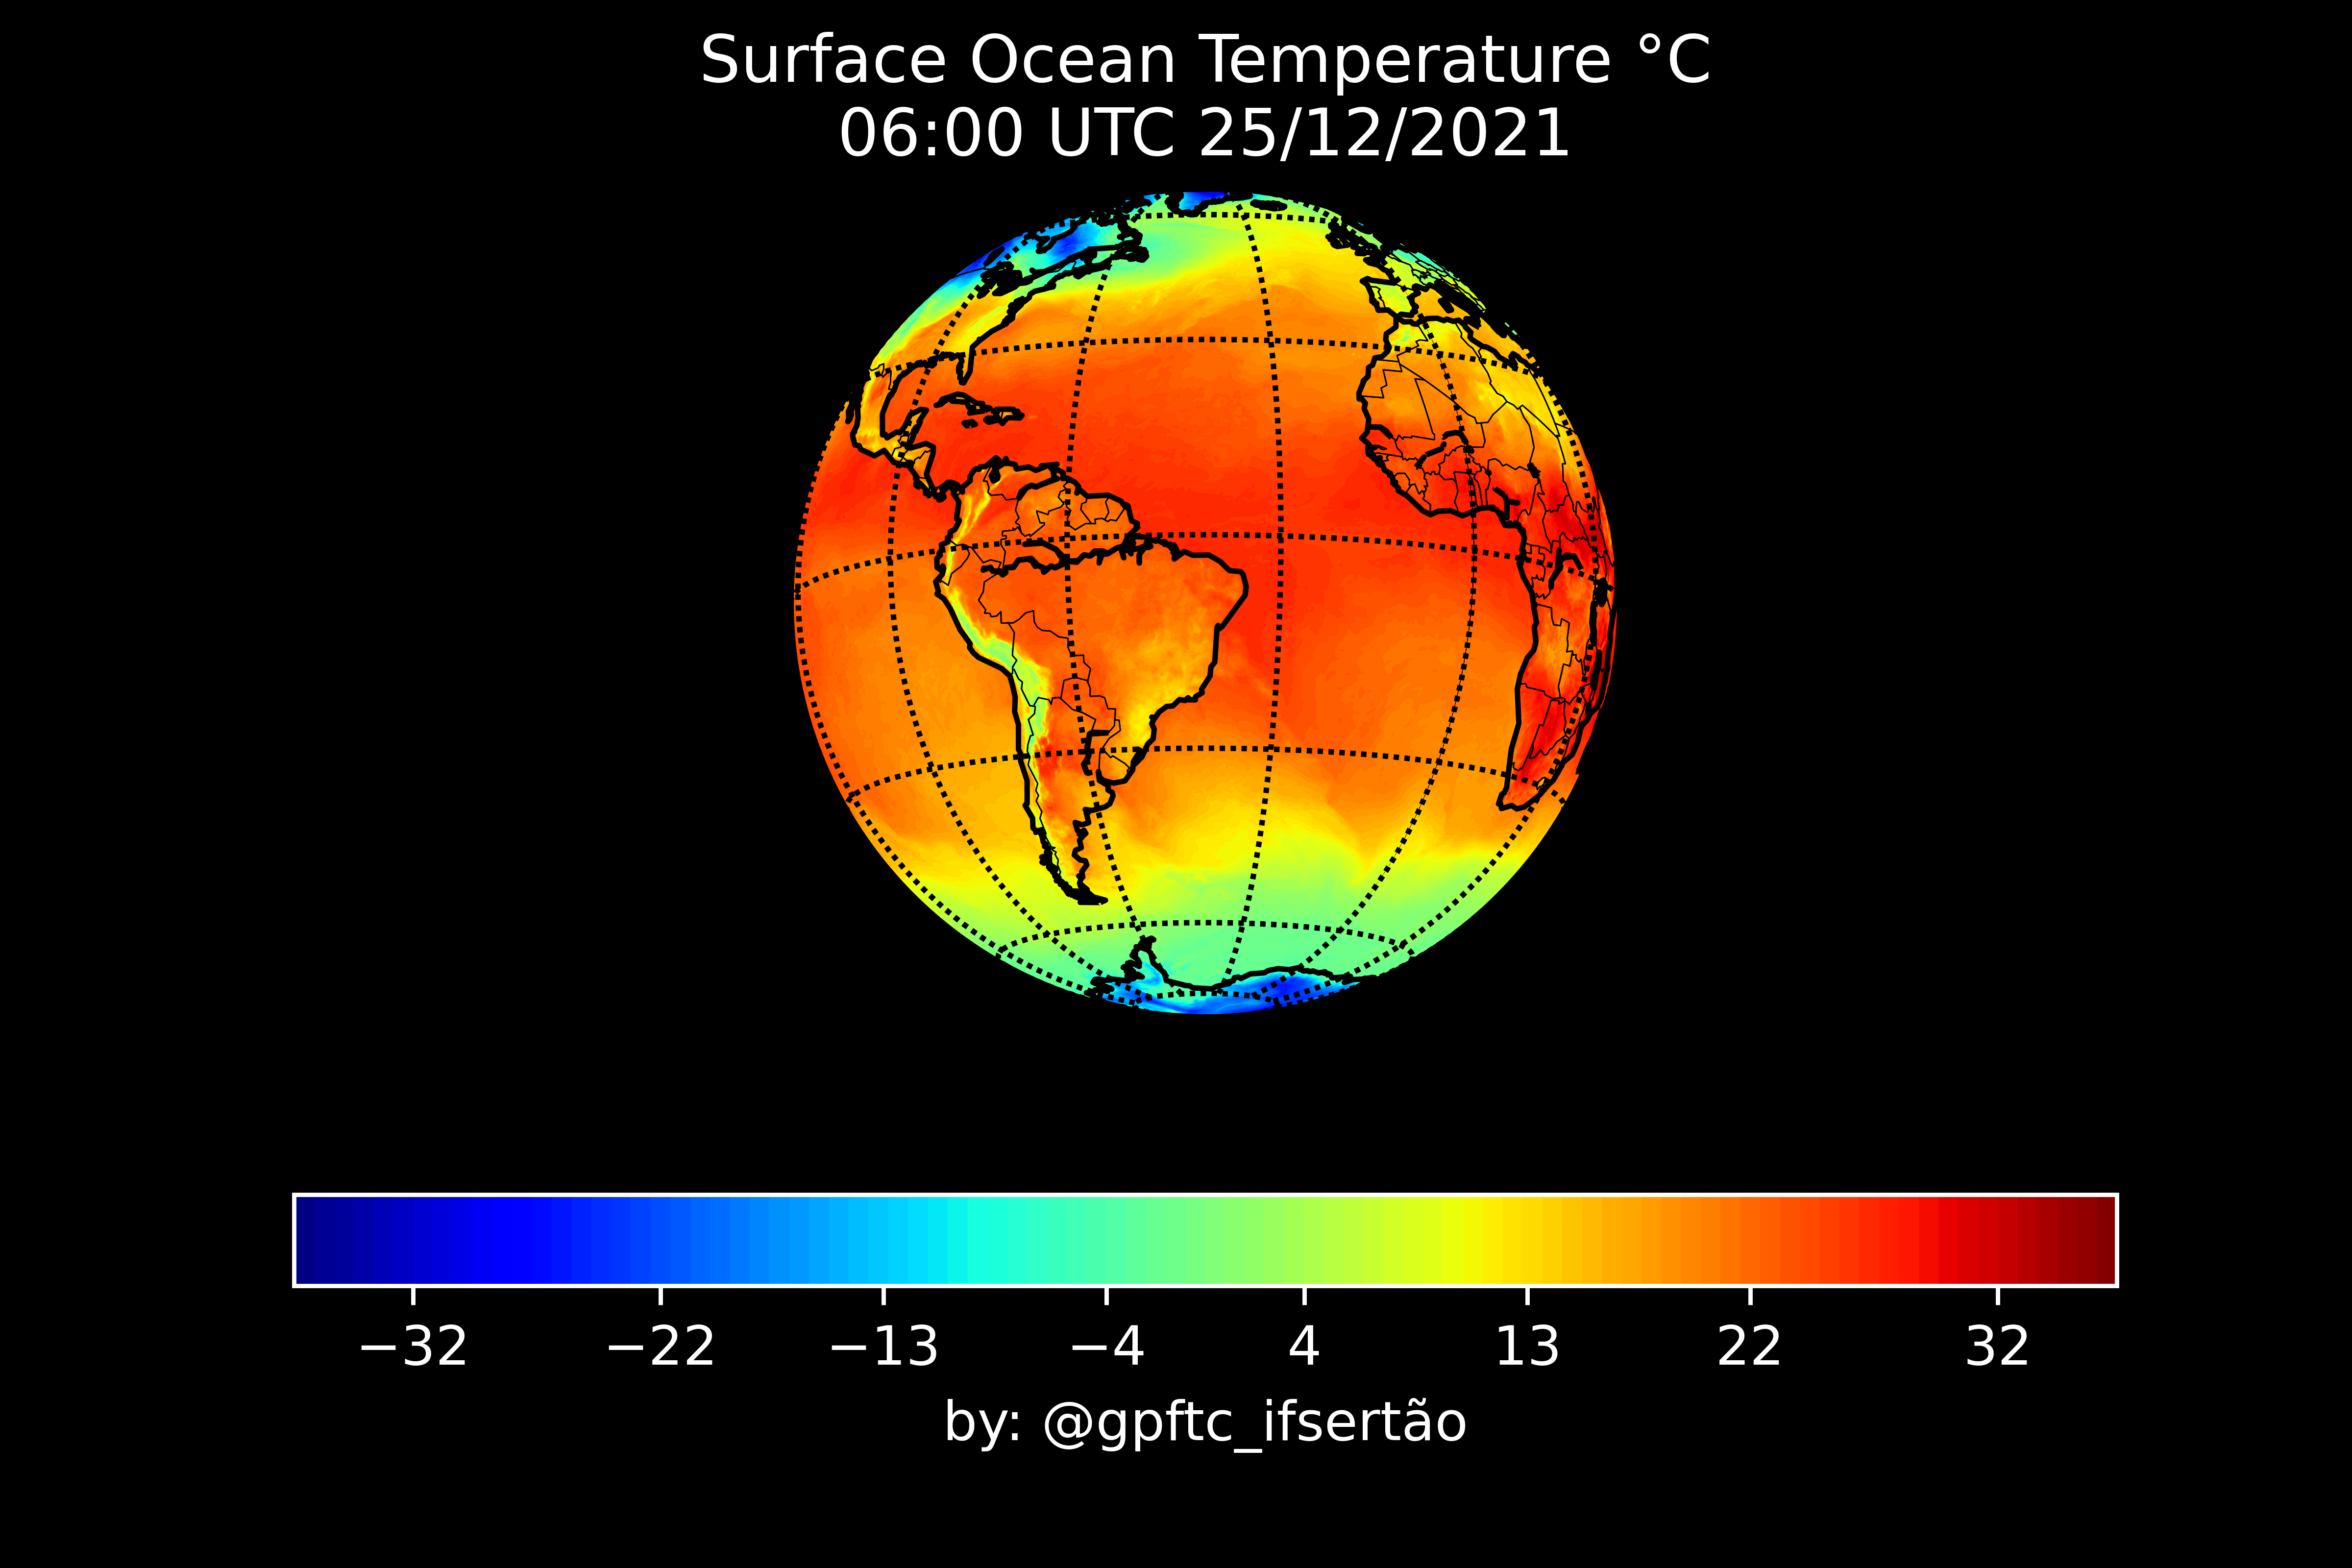 Surface Ocean Temperature °C
06:00 UTC 25/12/2021
−32 −22 −13 −4 4 13 22 32
by: @gpftc_ifsertão